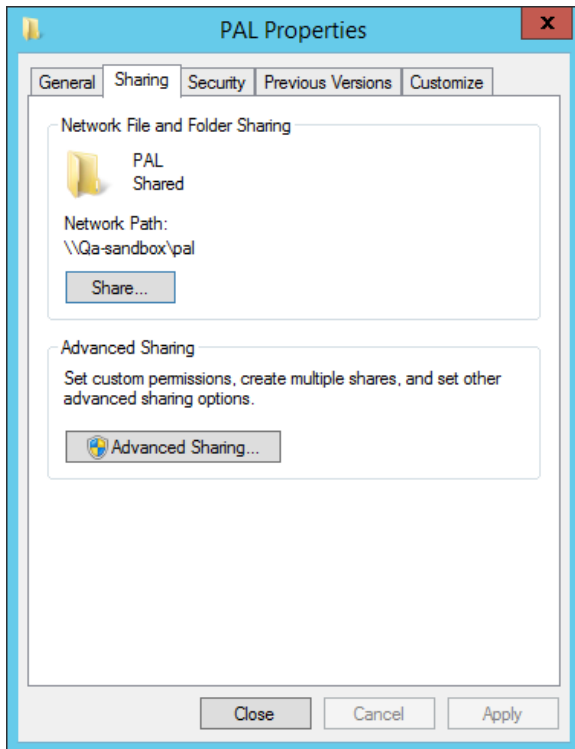 PAL Properties
x
General Sharing Security Previous Versions Customize
Network File and Folder Sharing
PAL
Shared
Network Path:
\\Qa-sandbox\pal
Share...
Advanced Sharing
Set custom permissions, create multiple shares, and set other
advanced sharing options.
Advanced Sharing...
Close Cancel Apply